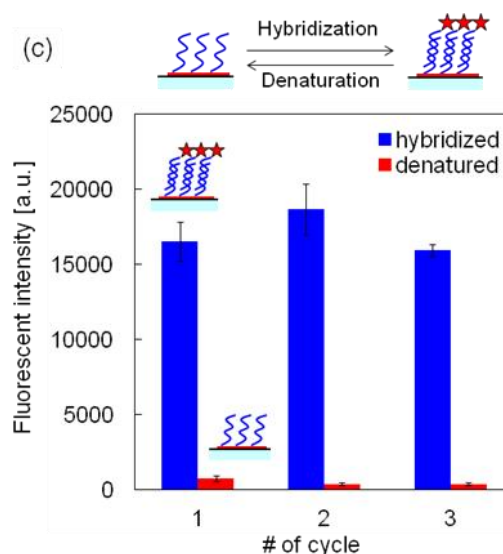 (c)
Hybridization
Denaturation
25000
20000
15000
10000
5000
0
Fluorescent intensity [a.u.]
hybridized
denatured
1 2 3
# of cycle